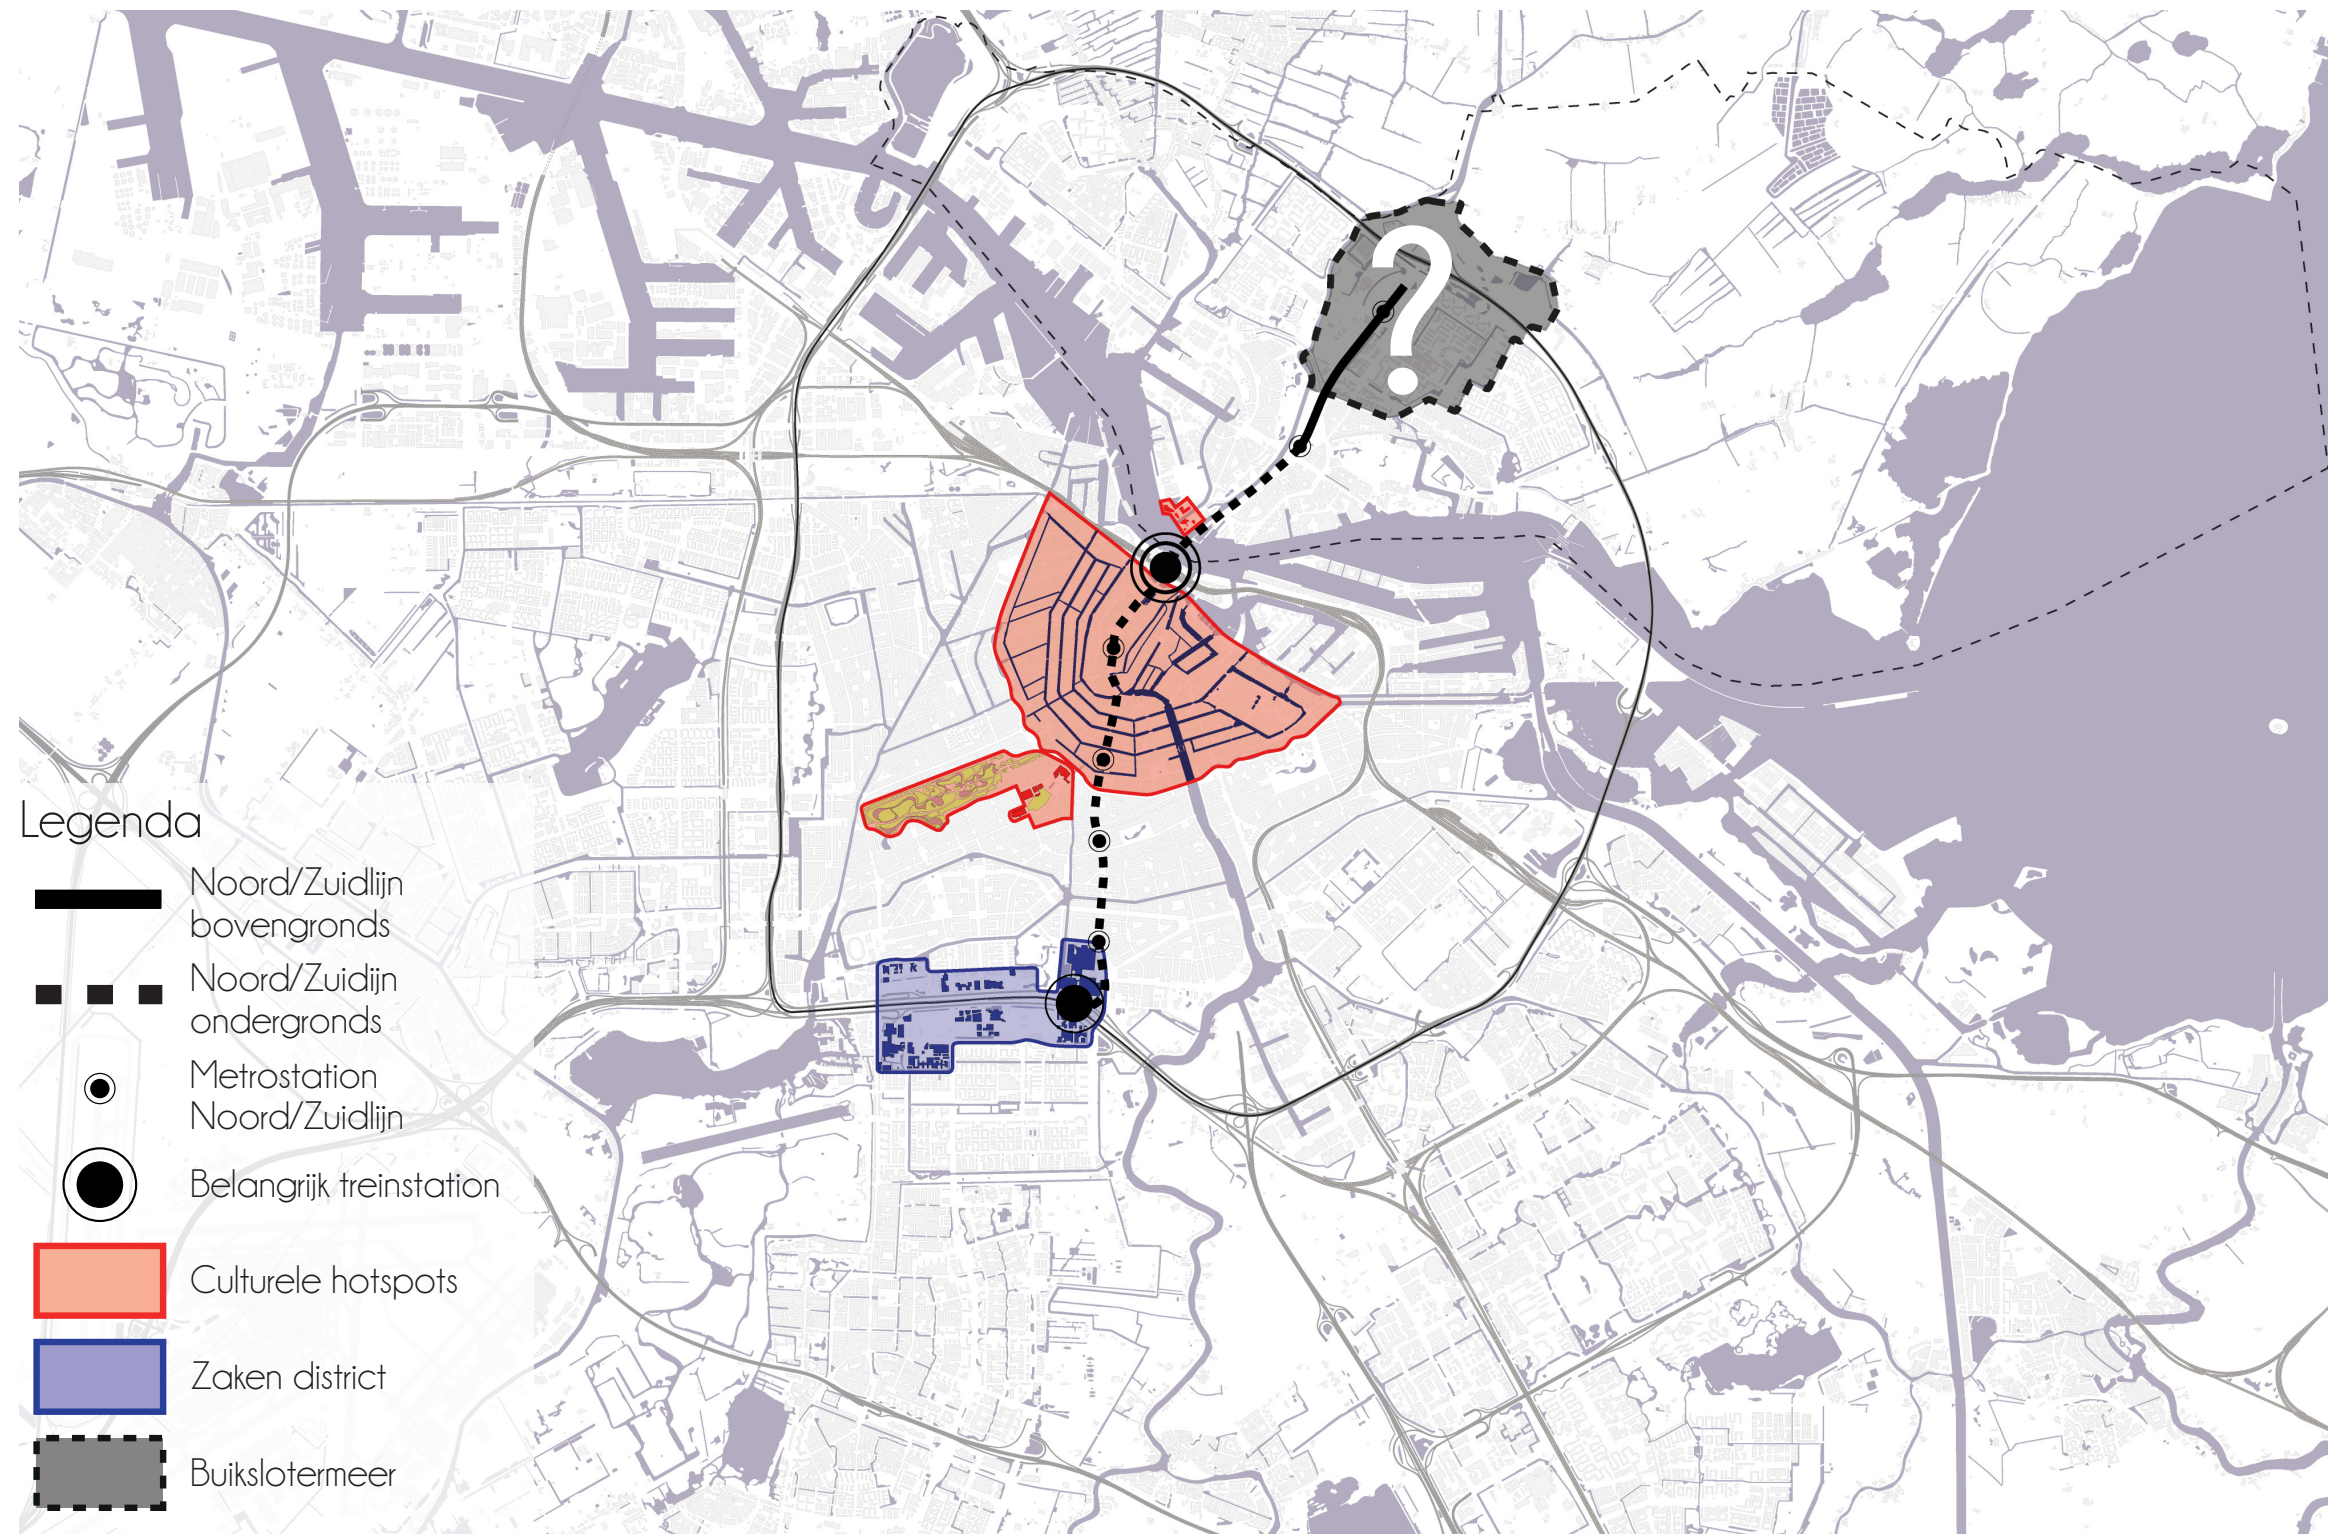 ?
Legenda
Noord/Zuidlijn
bovengronds
Noord/Zuidijn
ondergronds
Metrostation
Noord/Zuidlijn
Belangrijk treinstation
Culturele hotspots
Zaken district
Buikslotermeer